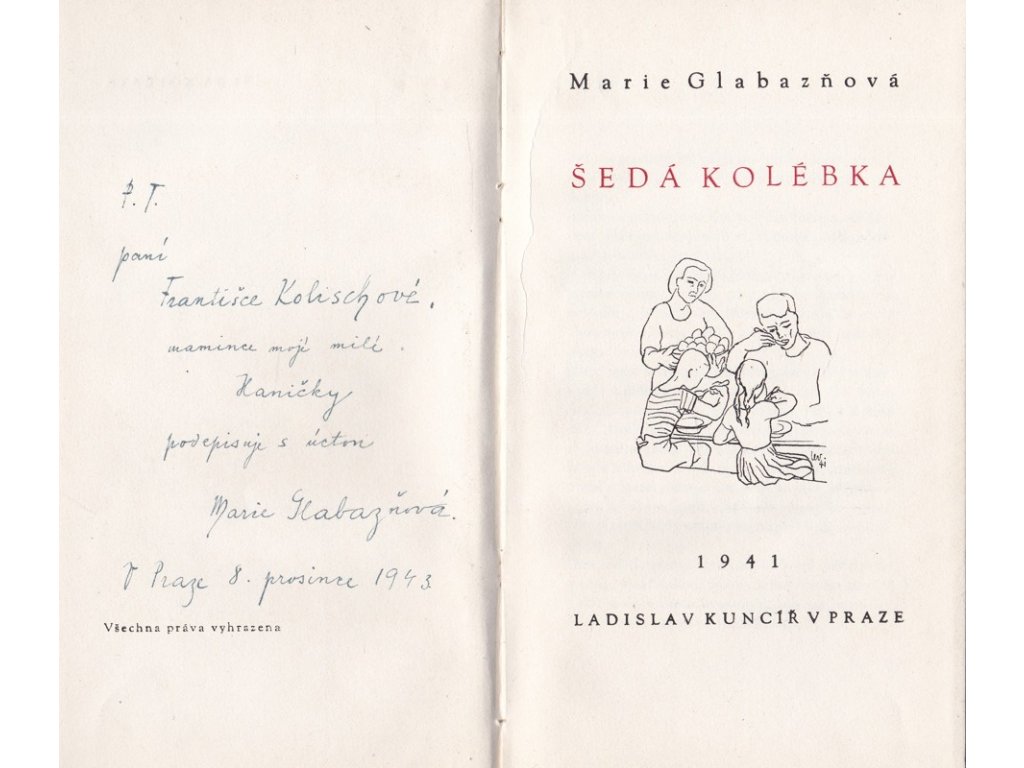 P. T.
paní
Františce Kolischové.
mamince mojí milé
Haničky
podepisuje s úctou
Marie Glabazňová.
V Praze 8. prosince 1943
Všechna práva vyhrazena
Marie Glabazňová
ŠEDÁ KOLÉBKA
1941
LADISLAV KUNCÍŘ V PRAZE